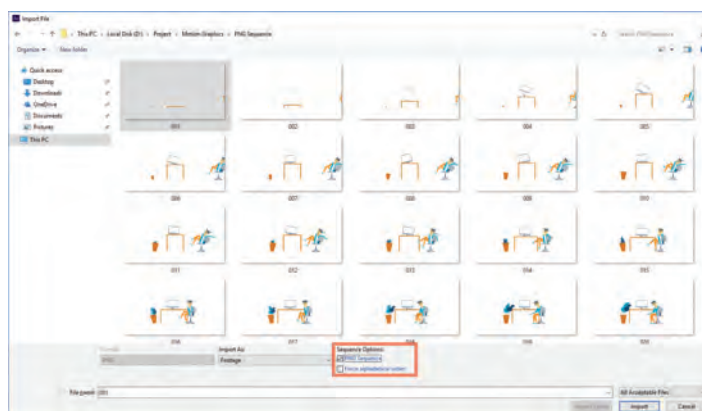 Import File
This PC › Local Disk (D:) › Project › Motion Graphics › PNG Sequence
Search PNG Sequence
Organize
New folder
Quick access
Desktop
Downloads
OneDrive
Documents
Pictures
This PC
001
002
003
004
005
006
007
008
009
010
011
012
013
014
015
016
017
Format:
Import As:
Sequence Options:
Footage
PNG Sequence
Force alphabetical order
File name:
001
All Acceptable Files
Import
Cancel